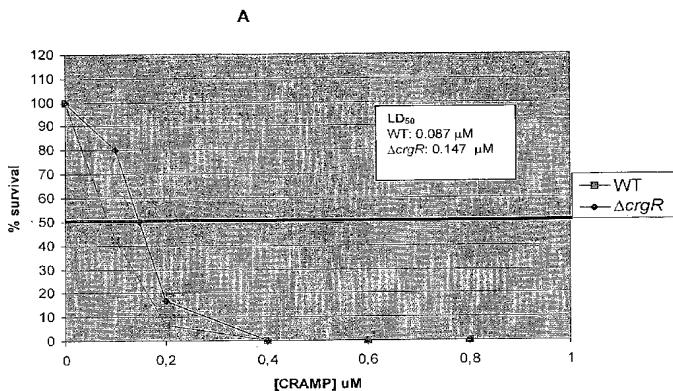 A
120
110
100
90
80
70
60
50
40
30
20
10
0
% survival
LD50
WT: 0.087 µM
ΔcrgR: 0.147 µM
WT
ΔcrgR
0 0,2 0,4 0,6 0,8 1
[CRAMP] uM